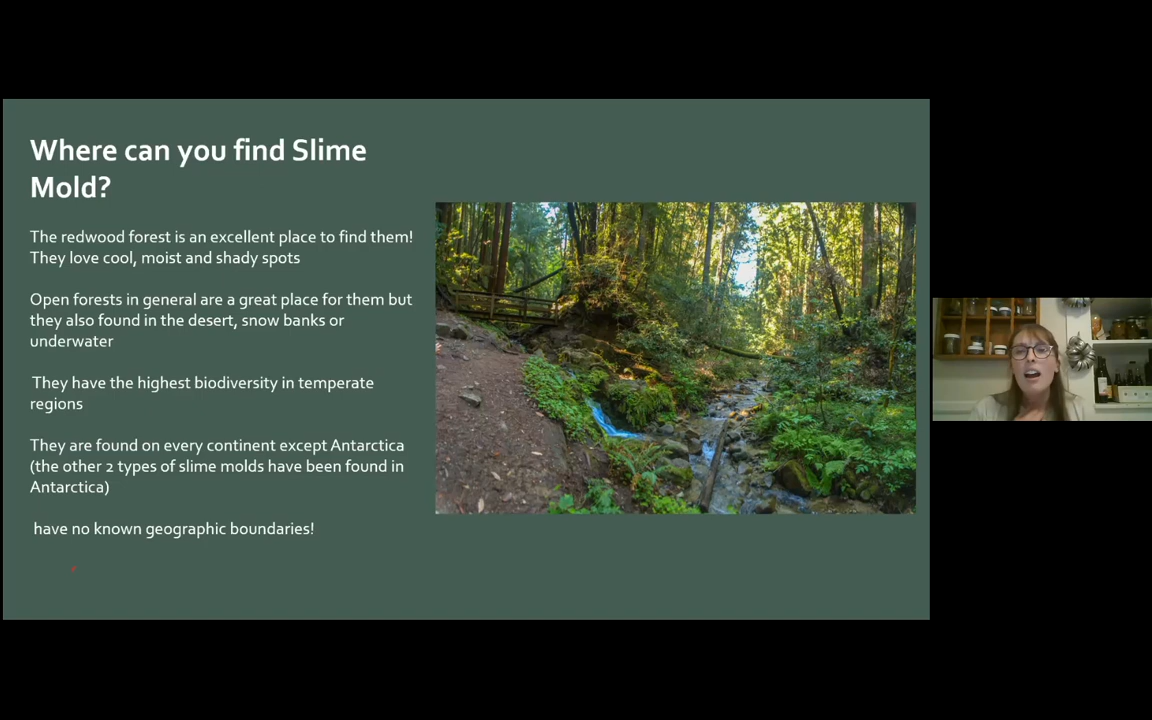 Where can you find Slime
Mold?
The redwood forest is an excellent place to find them!
They love cool, moist and shady spots
Open forests in general are a great place for them but
they also found in the desert, snow banks or
underwater
They have the highest biodiversity in temperate
regions
They are found on every continent except Antarctica
(the other 2 types of slime molds have been found in
Antarctica)
have no known geographic boundaries!